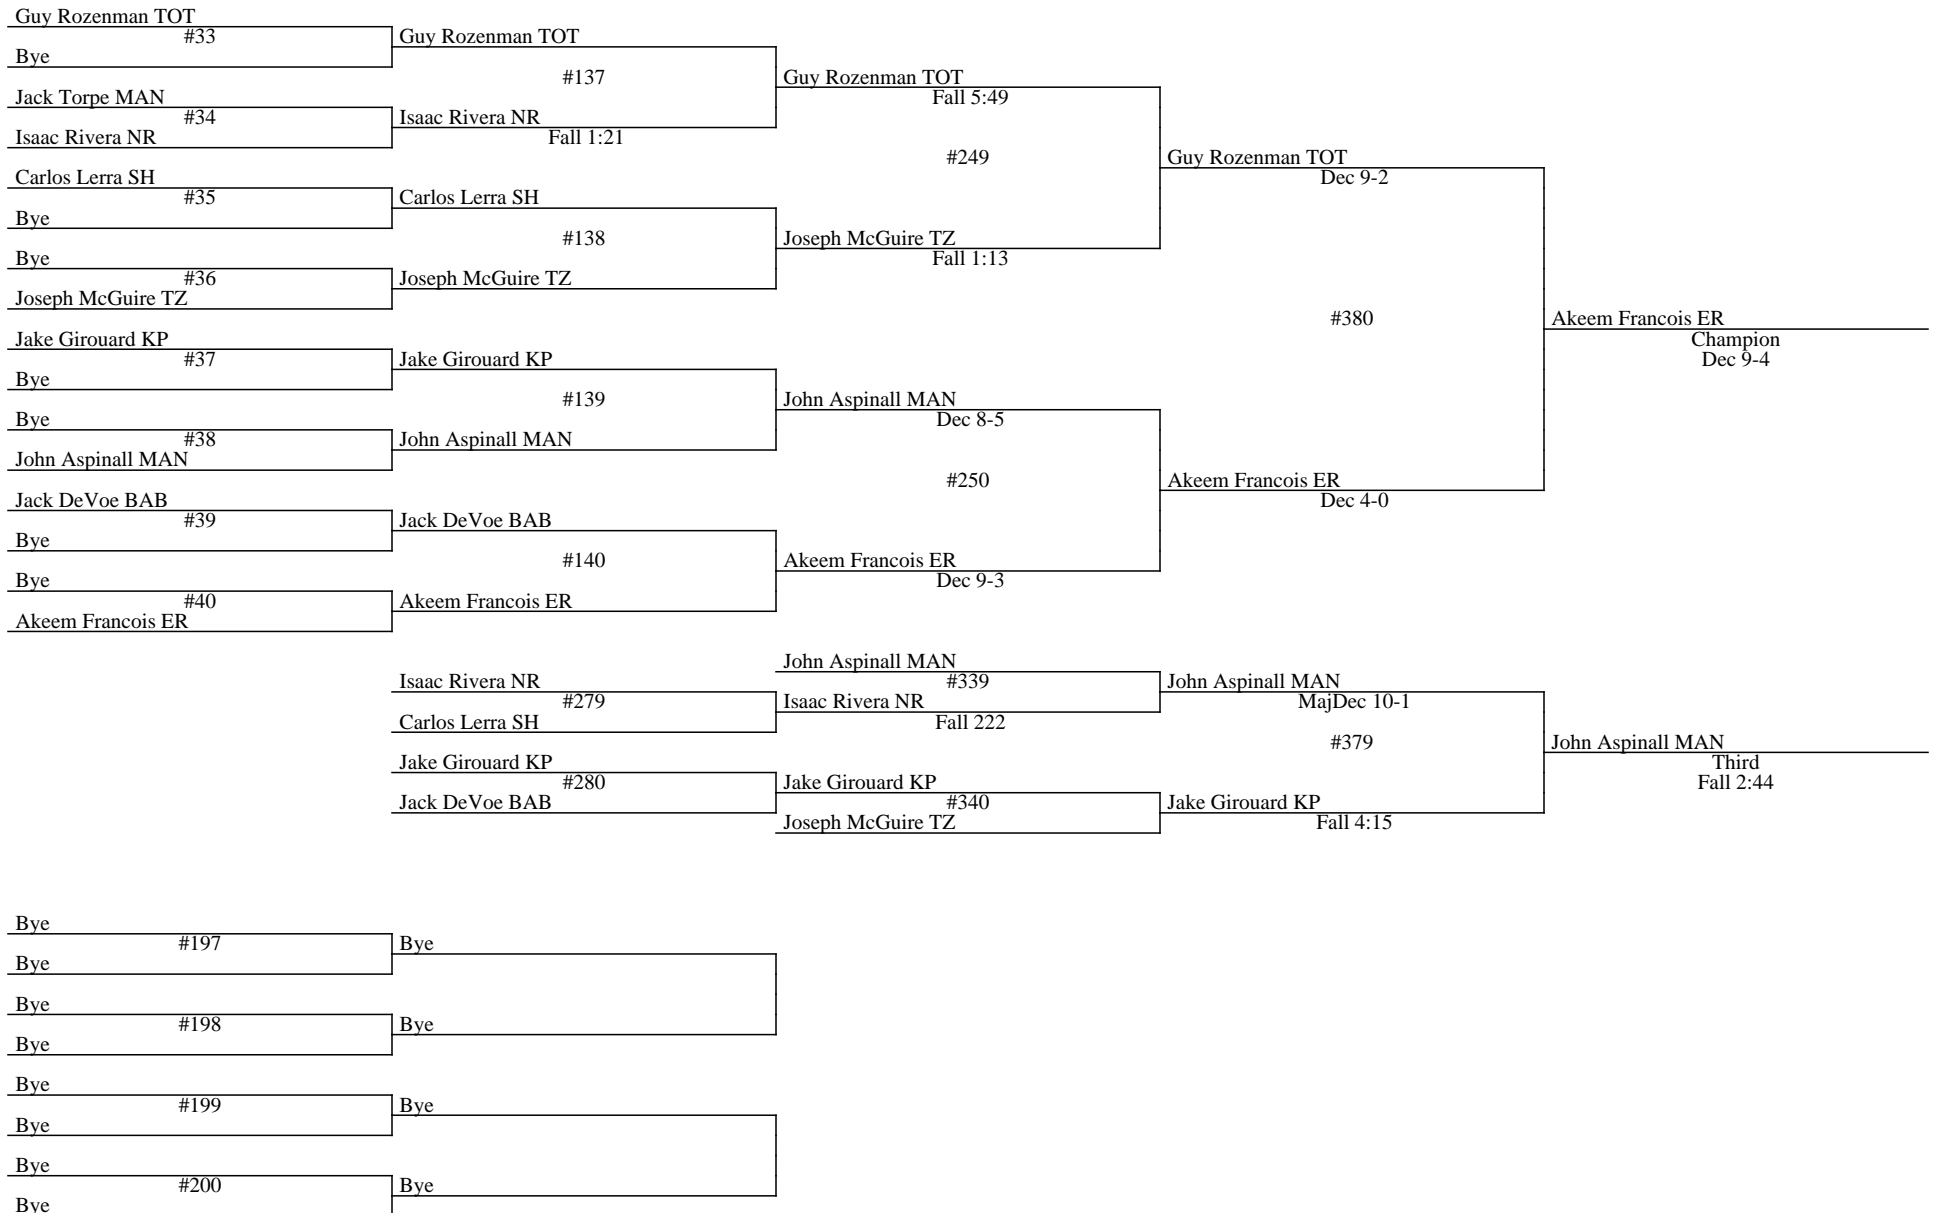 Guy Rozenman TOT
#33
Guy Rozenman TOT
Bye
#137
Guy Rozenman TOT
Jack Torpe MAN
Fall 5:49
#34
Isaac Rivera NR
Isaac Rivera NR
Fall 1:21
#249
Guy Rozenman TOT
Carlos Lerra SH
Dec 9-2
#35
Carlos Lerra SH
Bye
#138
Joseph McGuire TZ
Bye
Fall 1:13
#36
Joseph McGuire TZ
Joseph McGuire TZ
#380
Akeem Francois ER
Jake Girouard KP
Champion
#37
Jake Girouard KP
Dec 9-4
Bye
#139
John Aspinall MAN
Bye
Dec 8-5
#38
John Aspinall MAN
John Aspinall MAN
#250
Akeem Francois ER
Jack DeVoe BAB
Dec 4-0
#39
Jack DeVoe BAB
Bye
#140
Akeem Francois ER
Bye
Dec 9-3
#40
Akeem Francois ER
Akeem Francois ER
John Aspinall MAN
Isaac Rivera NR
#339
John Aspinall MAN
#279
Isaac Rivera NR
MajDec 10-1
Carlos Lerra SH
Fall 222
#379
John Aspinall MAN
Jake Girouard KP
Third
#280
Jake Girouard KP
Fall 2:44
Jack DeVoe BAB
#340
Jake Girouard KP
Joseph McGuire TZ
Fall 4:15
Bye
#197
Bye
Bye
Bye
#198
Bye
Bye
Bye
#199
Bye
Bye
Bye
#200
Bye
Bye